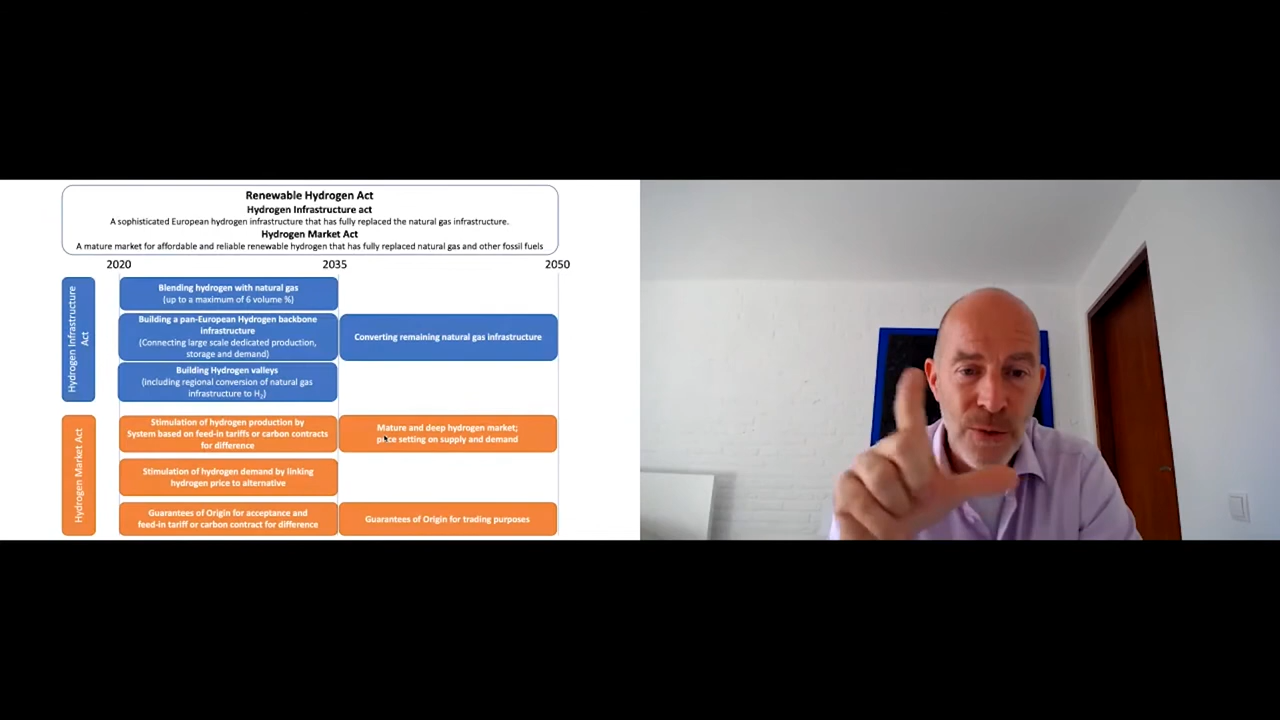 Renewable Hydrogen Act
Hydrogen Infrastructure act
A sophisticated European hydrogen infrastructure that has fully replaced the natural gas infrastructure.
Hydrogen Market Act
A mature market for affordable and reliable renewable hydrogen that has fully replaced natural gas and other fossil fuels
2020
2035
2050
Hydrogen Infrastructure
Act
Blending hydrogen with natural gas
(up to a maximum of 6 volume %)
Building a pan-European Hydrogen backbone
infrastructure
(Connecting large scale dedicated production,
storage and demand)
Converting remaining natural gas infrastructure
Building Hydrogen valleys
(including regional conversion of natural gas
infrastructure to H₂)
Hydrogen Market Act
Stimulation of hydrogen production by
System based on feed-in tariffs or carbon contracts
for difference
Mature and deep hydrogen market;
price setting on supply and demand
Stimulation of hydrogen demand by linking
hydrogen price to alternative
Guarantees of Origin for acceptance and
feed-in tariff or carbon contract for difference
Guarantees of Origin for trading purposes